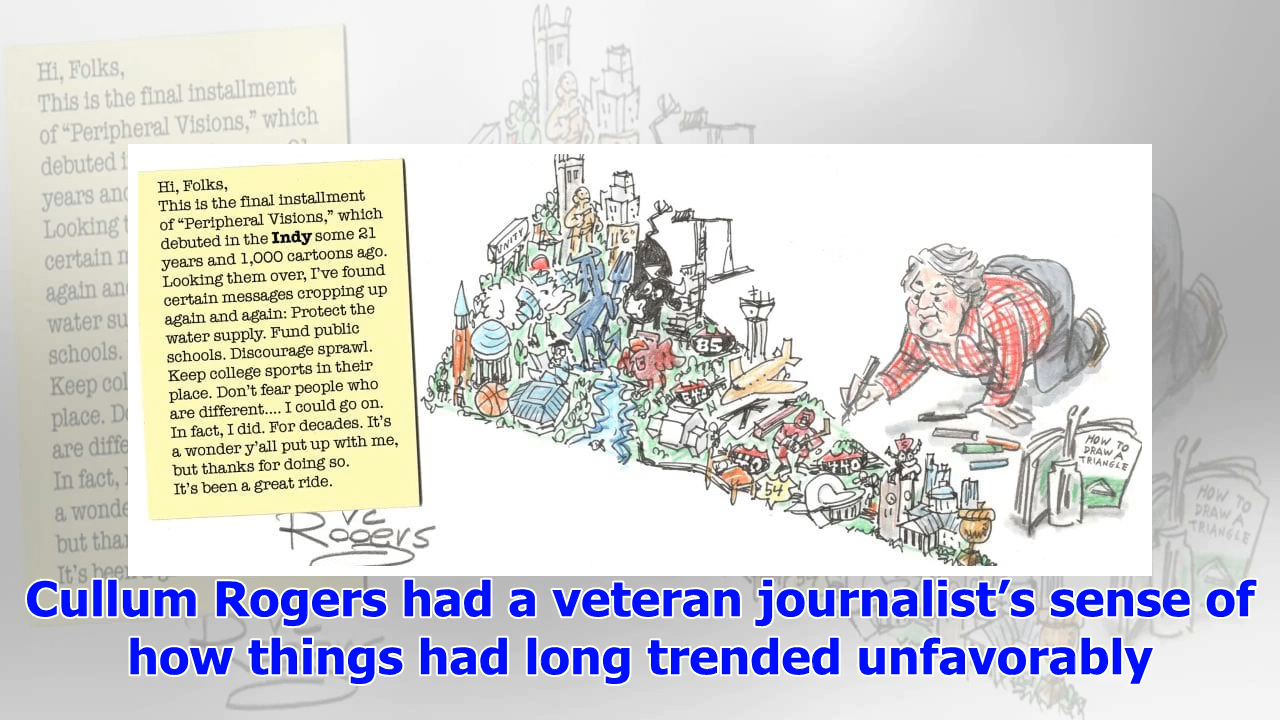 Hi, Folks,
This is the final installment
of “Peripheral Visions,” which
debuted in the Indy some 21
years and 1,000 cartoons ago.
Looking them over, I’ve found
certain messages cropping up
again and again: Protect the
water supply. Fund public
schools. Discourage sprawl.
Keep college sports in their
place. Don’t fear people who
are different.... I could go on.
In fact, I did. For decades. It’s
a wonder y’all put up with me,
but thanks for doing so.
It’s been a great ride.
Rogers
UNITY
85
54
HOW TO
DRAW A
TRIANGLE
Cullum Rogers had a veteran journalist’s sense of
how things had long trended unfavorably